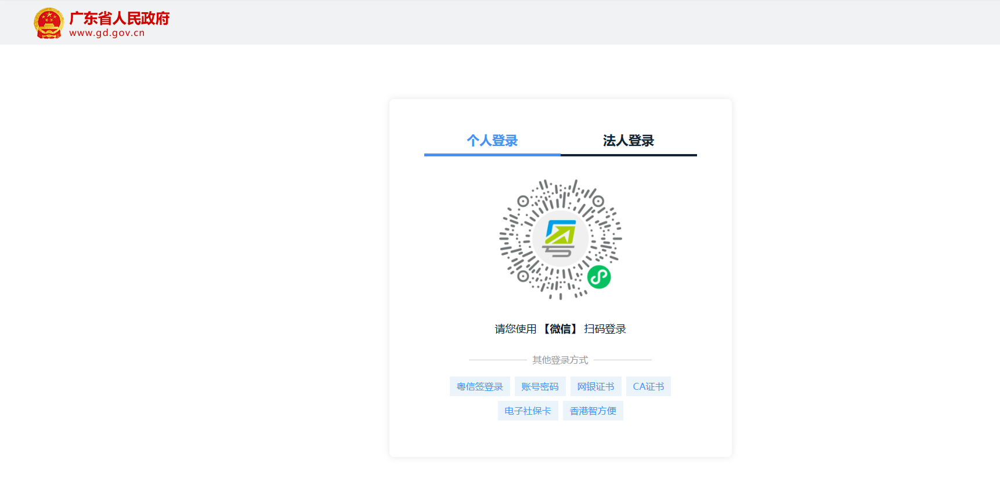 广东省人民政府
www.gd.gov.cn
个人登录 法人登录
请您使用【微信】扫码登录
其他登录方式
粤信签登录 账号密码 网银证书 CA证书
电子社保卡 香港智方便